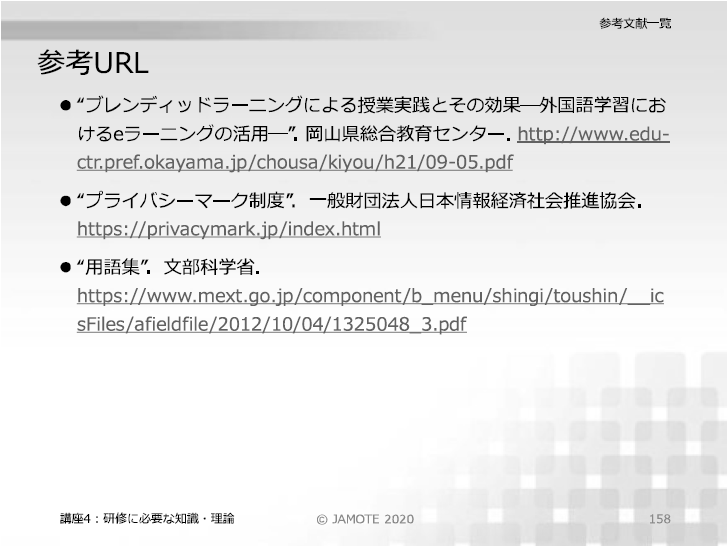 参考文献一覧
参考URL
●“ブレンディッドラーニングによる授業実践とその効果―外国語学習にお
けるeラーニングの活用―”. 岡山県総合教育センター. http://www.edu-
ctr.pref.okayama.jp/chousa/kiyou/h21/09-05.pdf
●“プライバシーマーク制度”. 一般財団法人日本情報経済社会推進協会.
https://privacymark.jp/index.html
●“用語集”. 文部科学省.
https://www.mext.go.jp/component/b_menu/shingi/toushin/__ic
sFiles/afieldfile/2012/10/04/1325048_3.pdf
講座4：研修に必要な知識・理論
© JAMOTE 2020
158